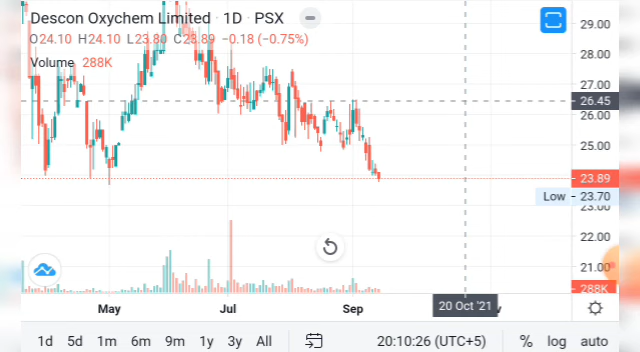 Descon Oxychem Limited · 1D · PSX
O24.10 H24.10 L23.80 C23.89 −0.18 (−0.75%)
Volume 288K
29.00
28.00
27.00
26.45
26.00
25.00
23.89
Low 23.70
23.00
22.00
21.00
288K
May Jul Sep 20 Oct '21
1d 5d 1m 6m 9m 1y 3y All 20:10:26 (UTC+5) % log auto